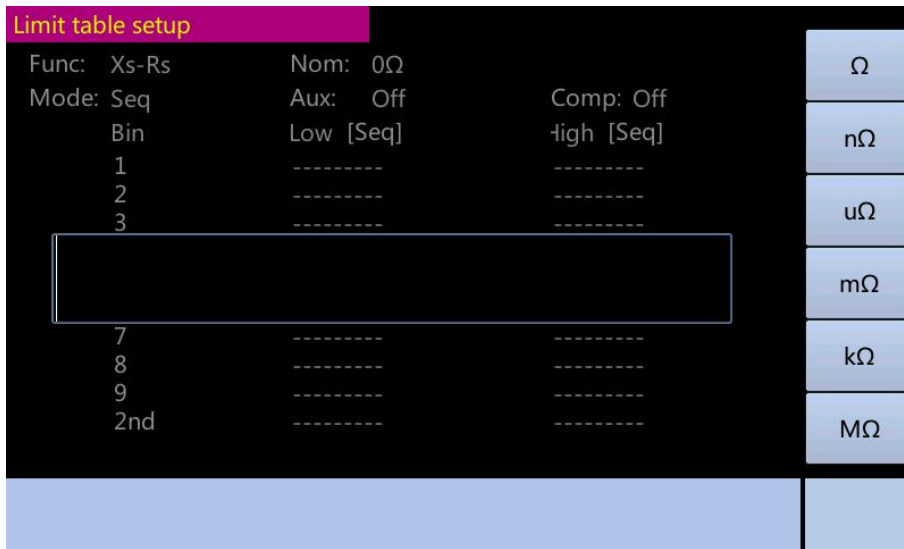 Limit table setup
Func: Xs-Rs Nom: 0Ω
Mode: Seq Aux: Off Comp: Off
Bin Low [Seq] High [Seq]
1 --------- ---------
2 --------- ---------
3 --------- ---------
7 --------- ---------
8 --------- ---------
9 --------- ---------
2nd --------- ---------
Ω
nΩ
uΩ
mΩ
kΩ
MΩ